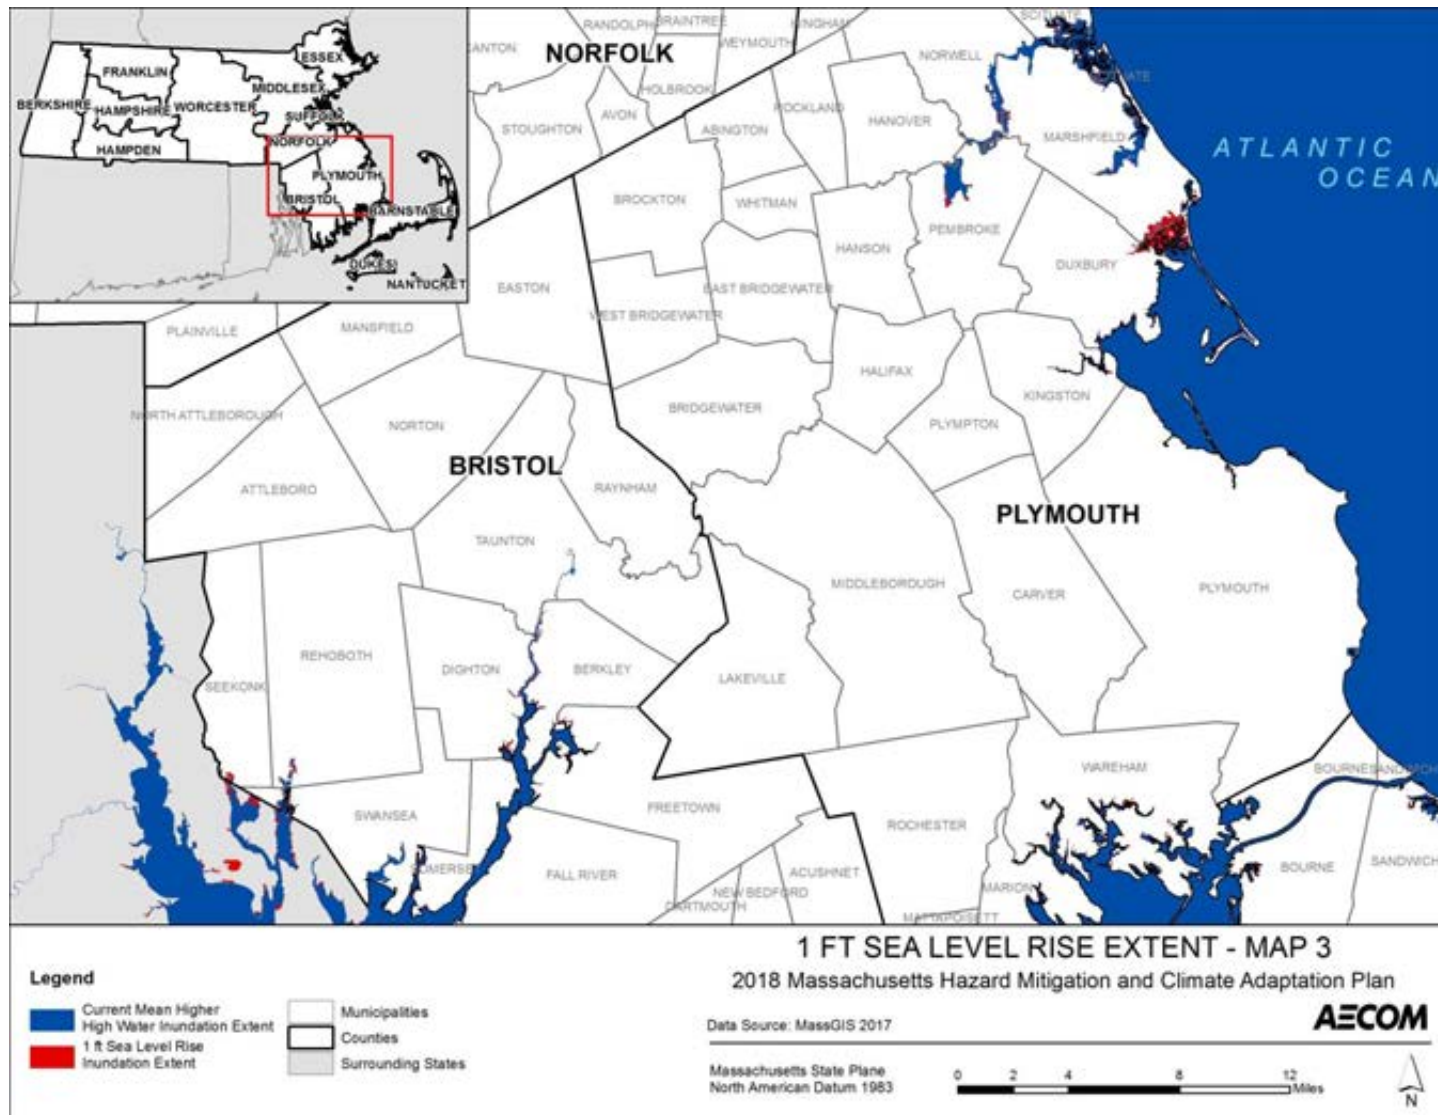 ESSEX
FRANKLIN
MIDDLESEX
BERKSHIRE
HAMPSHIRE
WORCESTER
SUFFOLK
HAMPDEN
NORFOLK
PLYMOUTH
BRISTOL
BARNSTABLE
DUKES
NANTUCKET
RANDOLPH
BRAINTREE
SCITUATE
NORFOLK
WEYMOUTH
NORWELL
HOLBROOK
SCITUATE
AVON
ROCKLAND
STOUGHTON
ABINGTON
HANOVER
MARSHFIELD
ATLANTIC
OCEAN
BROCKTON
WHITMAN
PEMBROKE
HANSON
DUXBURY
EASTON
EAST BRIDGEWATER
WEST BRIDGEWATER
PLAINVILLE
MANSFIELD
HALIFAX
KINGSTON
NORTH ATTLEBOROUGH
NORTON
BRIDGEWATER
PLYMPTON
BRISTOL
ATTLEBORO
RAYNHAM
PLYMOUTH
TAUNTON
MIDDLEBOROUGH
CARVER
PLYMOUTH
REHOBOTH
DIGHTON
BERKLEY
SEEKONK
LAKEVILLE
WAREHAM
BOURNE
SANDWICH
SWANSEA
FREETOWN
ROCHESTER
SOMERSET
FALL RIVER
ACUSHNET
BOURNE
SANDWICH
NEW BEDFORD
MARION
DARTMOUTH
MATTAPOISETT
1 FT SEA LEVEL RISE EXTENT - MAP 3
2018 Massachusetts Hazard Mitigation and Climate Adaptation Plan
Legend
Current Mean Higher
High Water Inundation Extent
1 ft Sea Level Rise
Inundation Extent
Municipalities
Counties
Surrounding States
Data Source: MassGIS 2017
AECOM
Massachusetts State Plane
North American Datum 1983
0 2 4 8 12
Miles
N